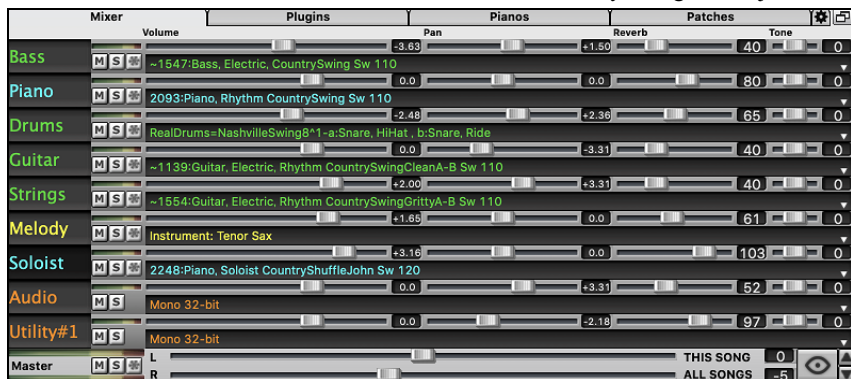 Mixer Plugins Pianos Patches
Volume Pan Reverb Tone
Bass -3.63 +1.50 40 0
M S ~1547:Bass, Electric, CountrySwing Sw 110
Piano 0.0 0.0 80 0
M S 2093:Piano, Rhythm CountrySwing Sw 110
Drums -2.48 +2.36 65 0
M S RealDrums=NashvilleSwing8^1-a:Snare, HiHat , b:Snare, Ride
Guitar 0.0 -3.31 40 0
M S ~1139:Guitar, Electric, Rhythm CountrySwingCleanA-B Sw 110
Strings +2.00 +3.31 40 0
M S ~1554:Guitar, Electric, Rhythm CountrySwingGrittyA-B Sw 110
Melody +1.65 0.0 61 0
M S Instrument: Tenor Sax
Soloist +3.16 0.0 103 0
M S 2248:Piano, Soloist CountryShuffleJohn Sw 120
Audio 0.0 +3.31 52 0
M S Mono 32-bit
Utility#1 0.0 -2.18 97 0
M S Mono 32-bit
Master M S L THIS SONG 0
R ALL SONGS -5